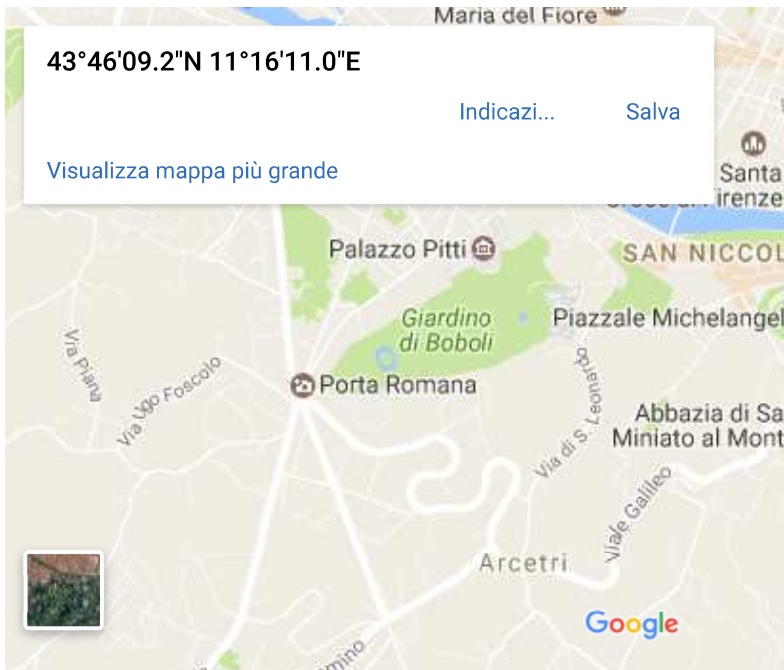 Maria del Fiore
43°46'09.2"N 11°16'11.0"E
Indicazi...
Salva
Visualizza mappa più grande
Santa
Firenze
Palazzo Pitti
SAN NICCOL
Giardino
di Boboli
Piazzale Michelangel
Via Piana
Via Ugo Foscolo
Porta Romana
Via di S. Leonardo
Abbazia di Sa
Miniato al Mont
Viale Galileo
Arcetri
Google